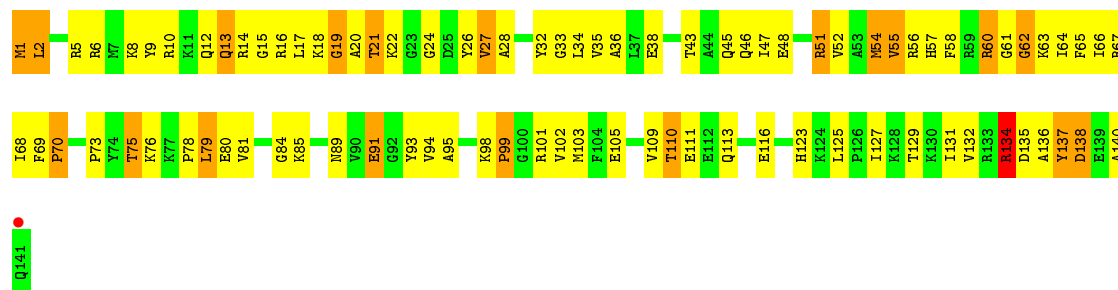 M1 L2 R5 R6 M7 K8 Y9 R10 K11 Q12 Q13 R14 G15 R16 L17 K18 G19 A20 T21 K22 G23 G24 D25 Y26 V27 A28 Y32 G33 L34 V35 A36 L37 E38 T43 A44 Q45 Q46 I47 E48 R51 V52 A53 M54 V55 R56 H57 F58 R59 R60 G61 G62 K63 I64 F65 I66 R67
I68 F69 P70 P73 Y74 T75 K76 K77 P78 L79 E80 V81 G84 K85 N89 V90 E91 G92 Y93 V94 A95 K98 P99 G100 R101 V102 M103 F104 E105 V109 T110 E111 E112 Q113 E116 H123 K124 L125 P126 I127 K128 T129 K130 I131 V132 R133 R134 D135 A136 Y137 D138 E139 A140
Q141